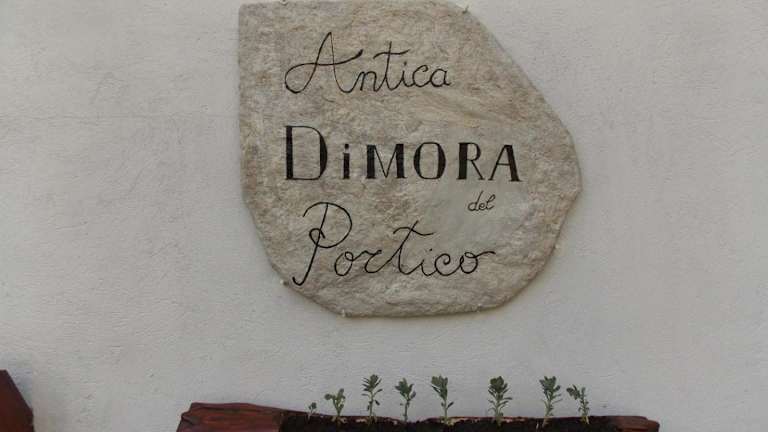 Antica
DiMORA
del
Portico